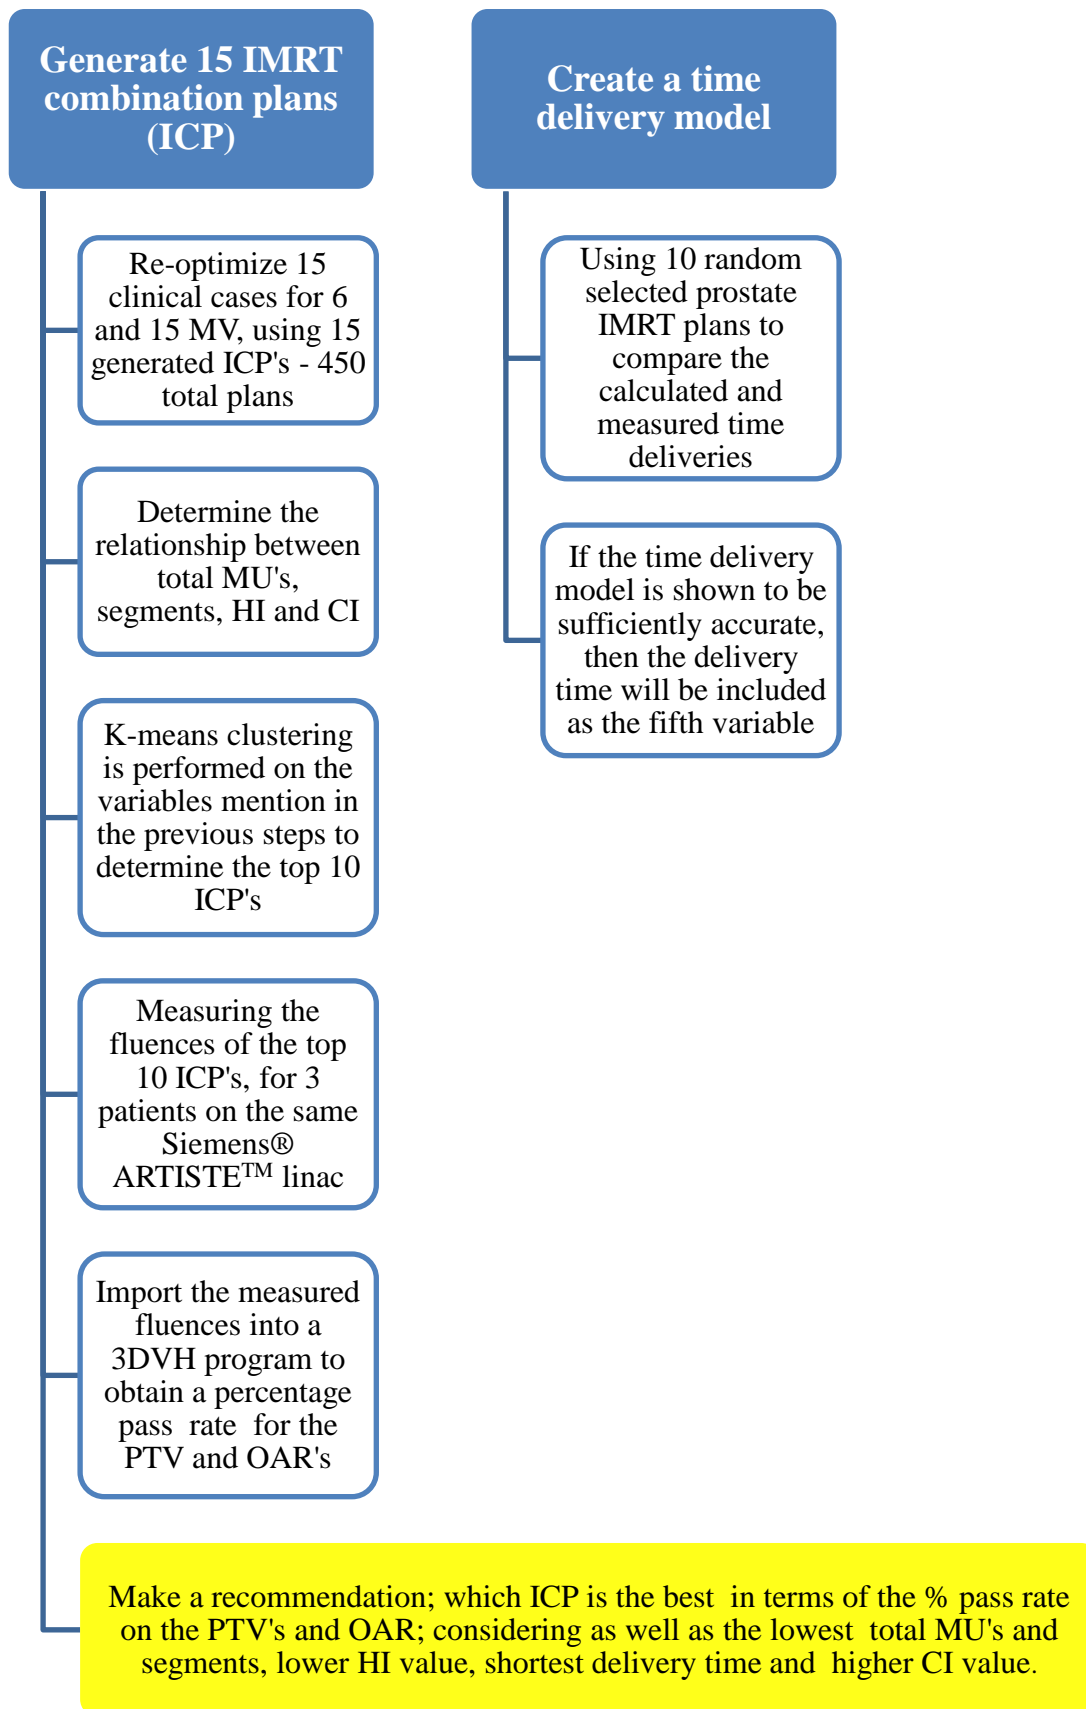 Generate 15 IMRT
combination plans
(ICP)
Re-optimize 15
clinical cases for 6
and 15 MV, using 15
generated ICP's - 450
total plans
Determine the
relationship between
total MU's,
segments, HI and CI
K-means clustering
is performed on the
variables mention in
the previous steps to
determine the top 10
ICP's
Measuring the
fluences of the top
10 ICP's, for 3
patients on the same
Siemens®
ARTISTE™ linac
Import the measured
fluences into a
3DVH program to
obtain a percentage
pass rate for the
PTV and OAR's
Create a time
delivery model
Using 10 random
selected prostate
IMRT plans to
compare the
calculated and
measured time
deliveries
If the time delivery
model is shown to be
sufficiently accurate,
then the delivery
time will be included
as the fifth variable
Make a recommendation; which ICP is the best in terms of the % pass rate
on the PTV's and OAR; considering as well as the lowest total MU's and
segments, lower HI value, shortest delivery time and higher CI value.